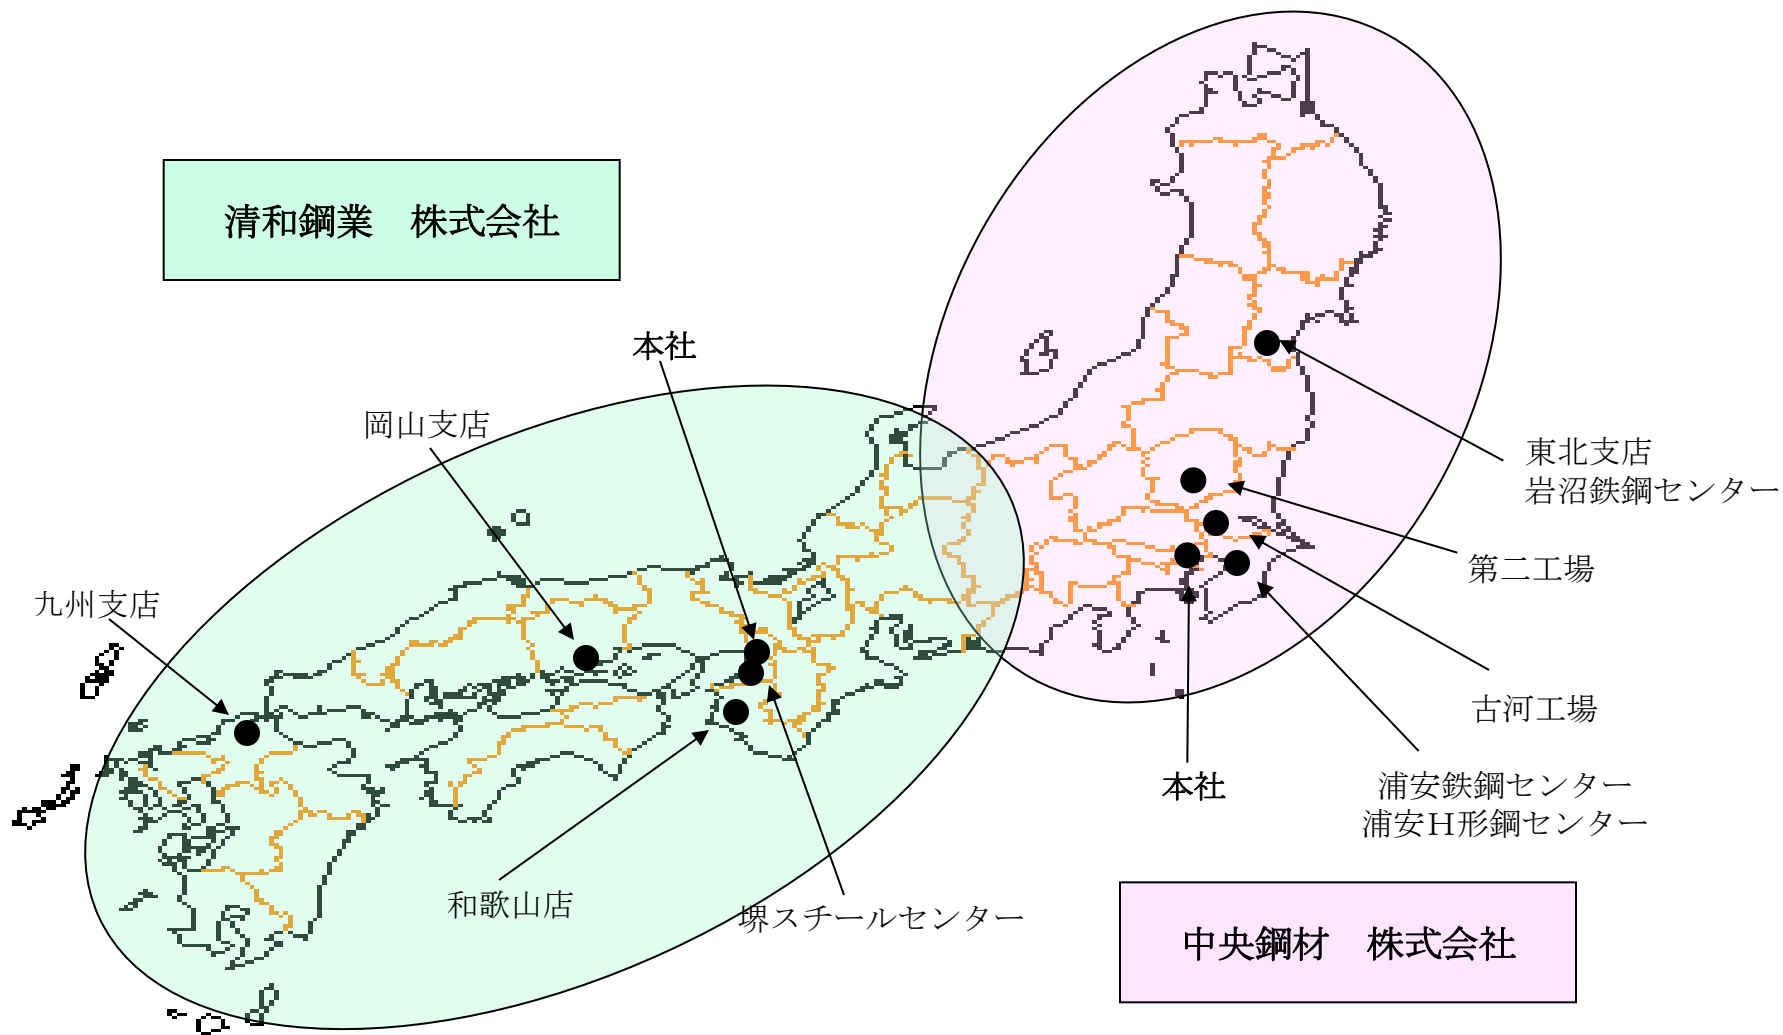 清和鋼業　株式会社
本社
岡山支店
九州支店
和歌山店
堺スチールセンター
東北支店
岩沼鉄鋼センター
第二工場
古河工場
本社
浦安鉄鋼センター
浦安Ｈ形鋼センター
中央鋼材　株式会社